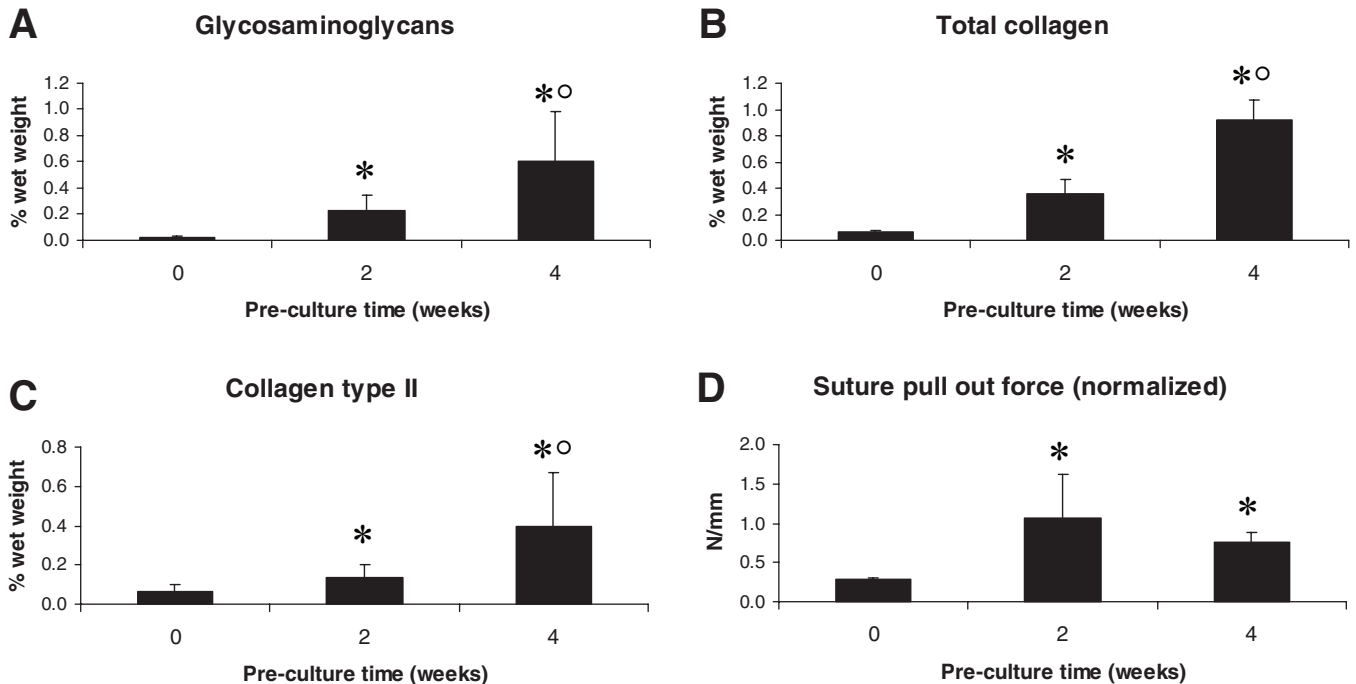 A
Glycosaminoglycans
% wet weight
1.2
1.0
0.8
0.6
0.4
0.2
0.0
*
*○
0
2
4
Pre-culture time (weeks)
B
Total collagen
% wet weight
1.2
1.0
0.8
0.6
0.4
0.2
0.0
*
*○
0
2
4
Pre-culture time (weeks)
C
Collagen type II
% wet weight
0.8
0.6
0.4
0.2
0.0
*
*○
0
2
4
Pre-culture time (weeks)
D
Suture pull out force (normalized)
N/mm
2.0
1.5
1.0
0.5
0.0
*
*
0
2
4
Pre-culture time (weeks)